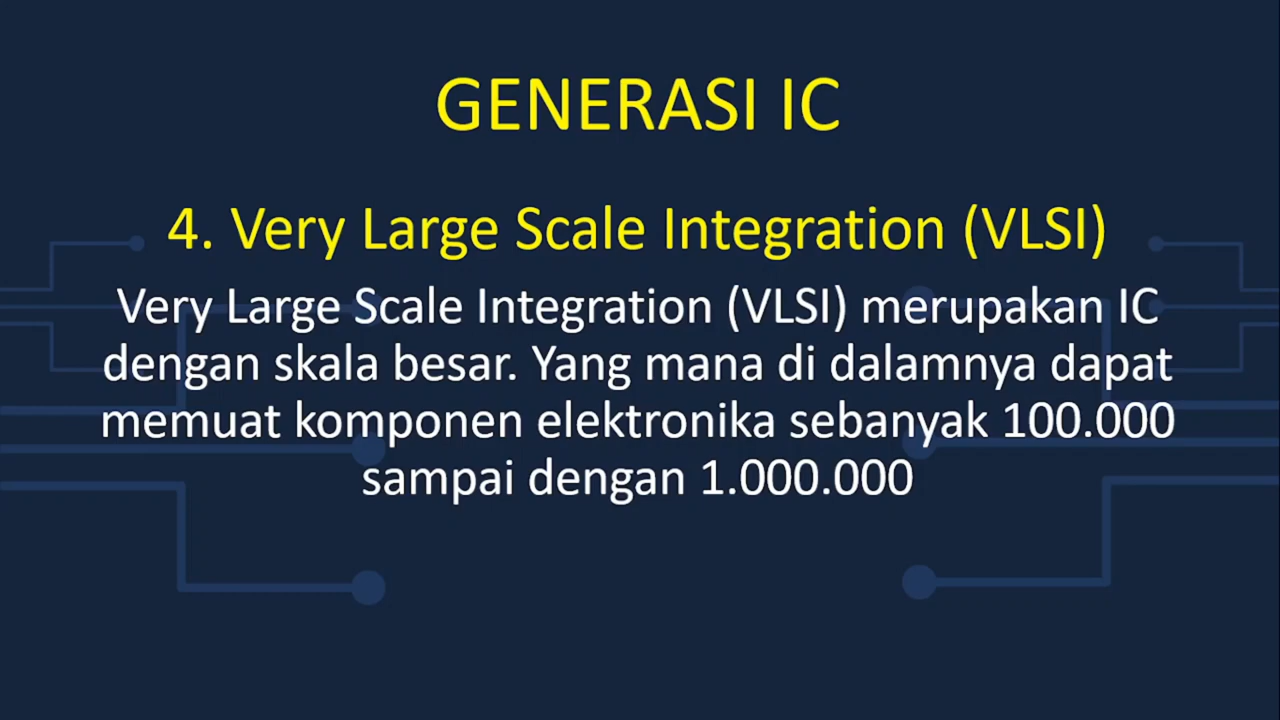 GENERASI IC
4. Very Large Scale Integration (VLSI)
Very Large Scale Integration (VLSI) merupakan IC
dengan skala besar. Yang mana di dalamnya dapat
memuat komponen elektronika sebanyak 100.000
sampai dengan 1.000.000